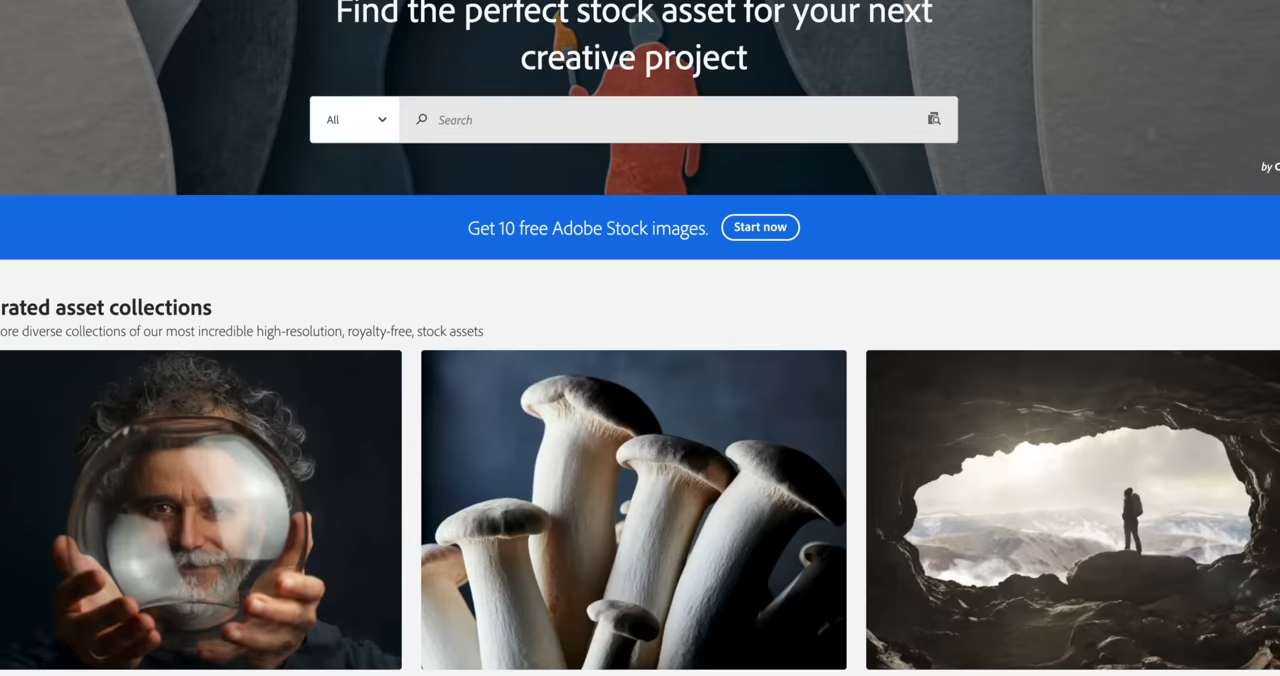 Find the perfect stock asset for your next
creative project
All
Search
by
Get 10 free Adobe Stock images.
Start now
rated asset collections
ore diverse collections of our most incredible high-resolution, royalty-free, stock assets